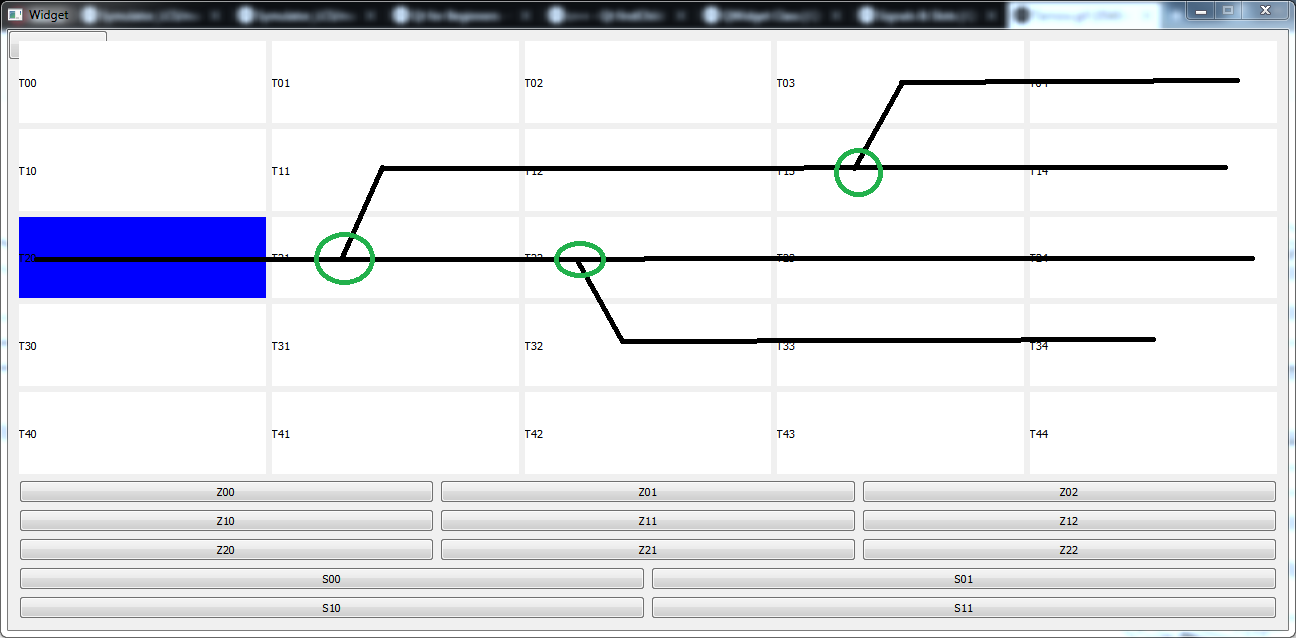 Widget
T00 T01 T02 T03 T04
T10 T11 T12 T13 T14
T20 T21 T22 T23 T24
T30 T31 T32 T33 T34
T40 T41 T42 T43 T44
Z00 Z01 Z02
Z10 Z11 Z12
Z20 Z21 Z22
S00 S01
S10 S11